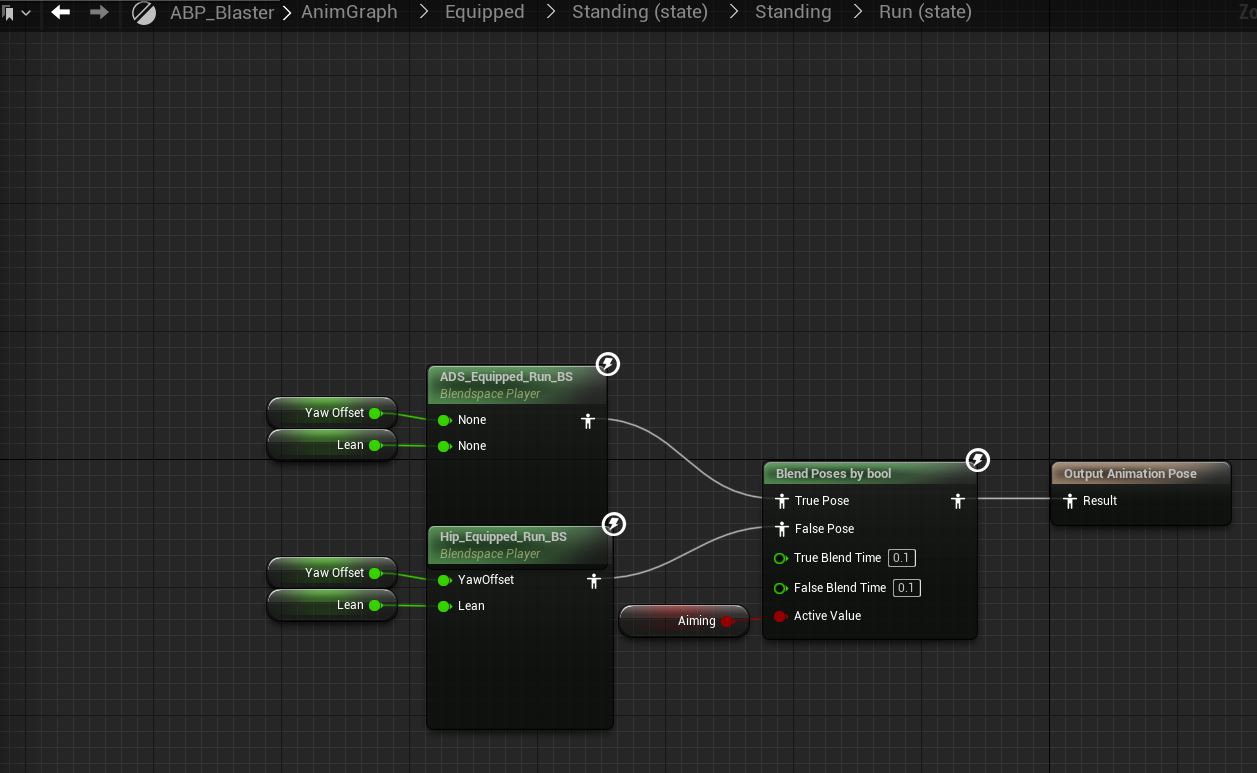 ABP_Blaster > AnimGraph > Equipped > Standing (state) > Standing > Run (state)
Zo
ADS_Equipped_Run_BS
Blendspace Player
Yaw Offset
None
Lean
None
Hip_Equipped_Run_BS
Blendspace Player
Yaw Offset
YawOffset
Lean
Lean
Aiming
Blend Poses by bool
True Pose
False Pose
True Blend Time 0.1
False Blend Time 0.1
Active Value
Output Animation Pose
Result